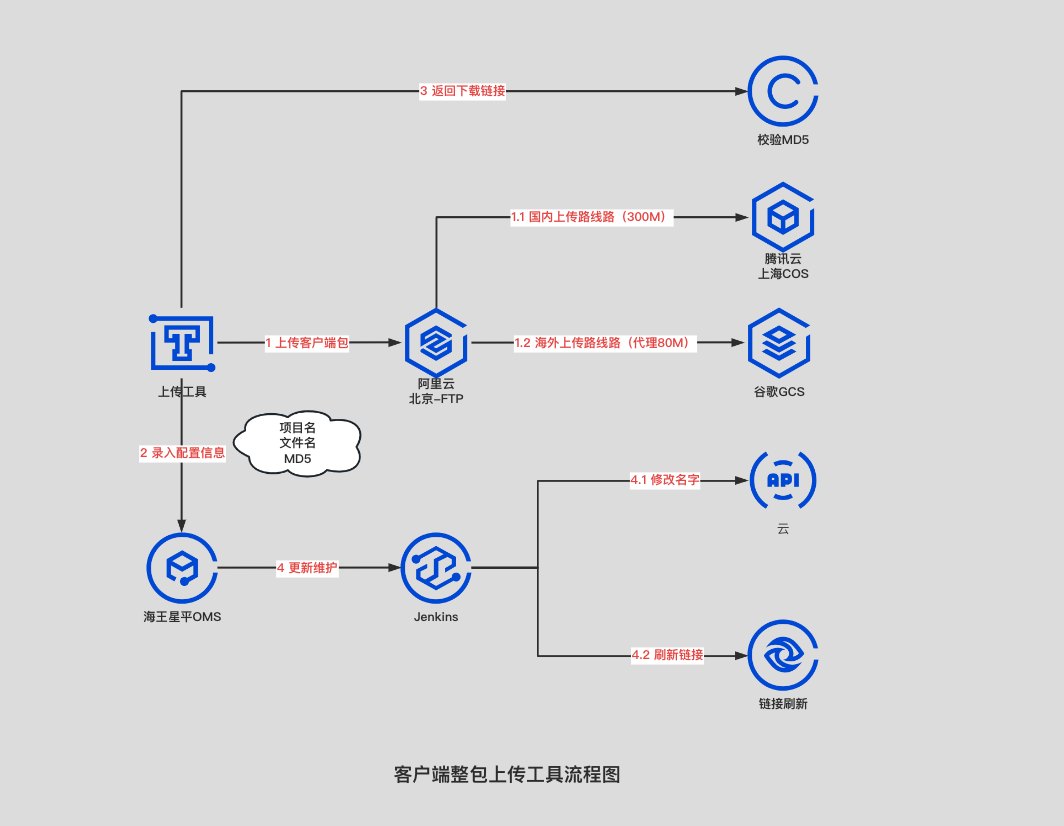 3 返回下载链接
校验MD5
1.1 国内上传路线路（300M）
腾讯云
上海COS
1 上传客户端包
1.2 海外上传路线路（代理80M）
上传工具
阿里云
北京-FTP
谷歌GCS
项目名
文件名
MD5
2 录入配置信息
4.1 修改名字
API
云
4 更新维护
海王星平OMS
Jenkins
4.2 刷新链接
链接刷新
客户端整包上传工具流程图